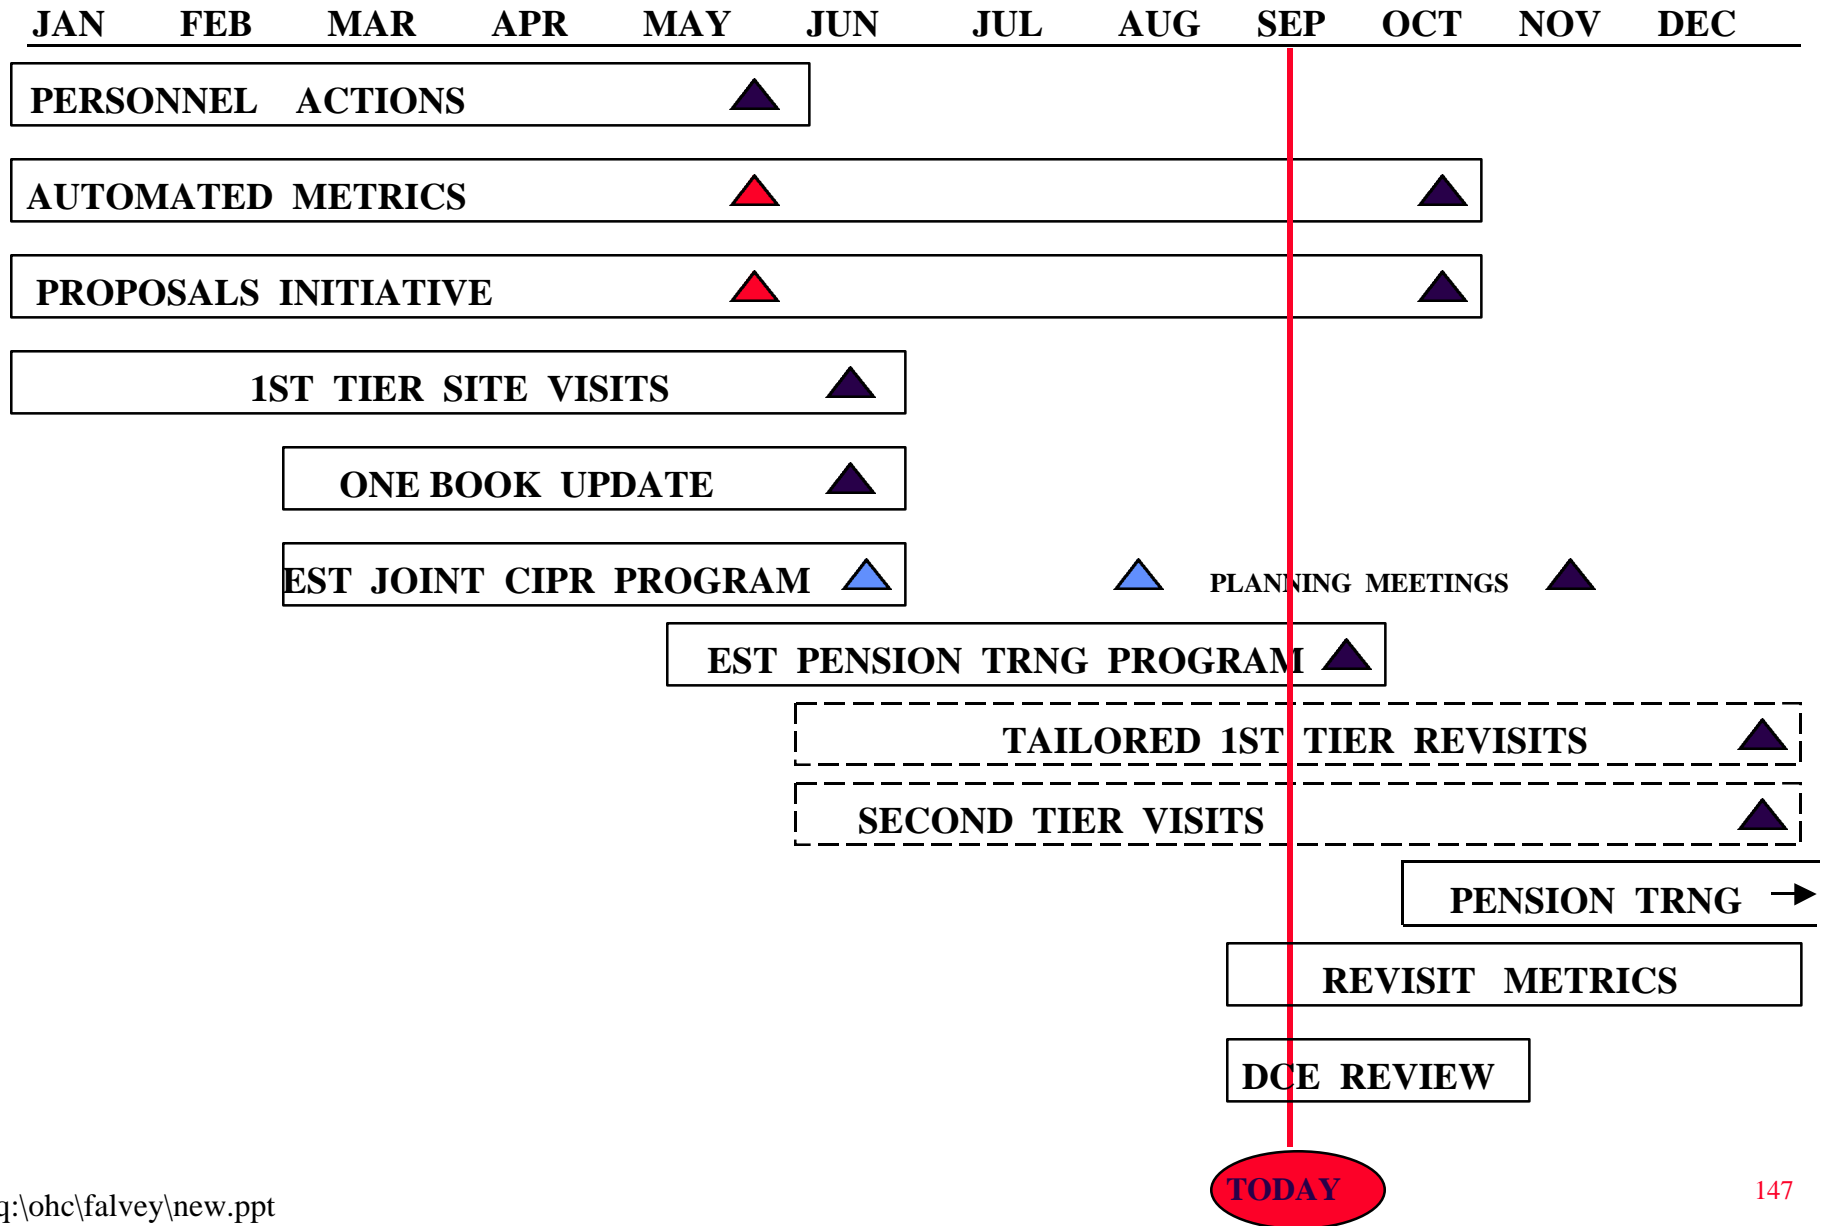 JAN FEB MAR APR MAY JUN JUL AUG SEP OCT NOV DEC
PERSONNEL ACTIONS
AUTOMATED METRICS
PROPOSALS INITIATIVE
1ST TIER SITE VISITS
ONE BOOK UPDATE
EST JOINT CIPR PROGRAM PLANNING MEETINGS
EST PENSION TRNG PROGRAM
TAILORED 1ST TIER REVISITS
SECOND TIER VISITS
PENSION TRNG
REVISIT METRICS
DCE REVIEW
TODAY
147
q:\ohc\falvey\new.ppt